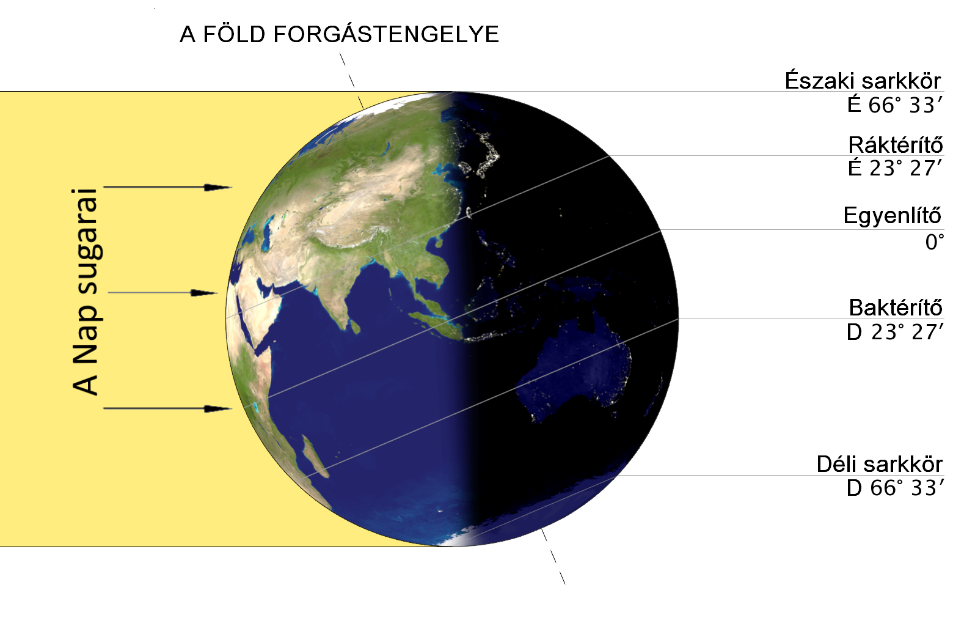 A FÖLD FORGÁSTENGELYE
A Nap sugarai
Északi sarkkör
É 66° 33′
Ráktérítő
É 23° 27′
Egyenlítő
0°
Baktérítő
D 23° 27′
Déli sarkkör
D 66° 33′